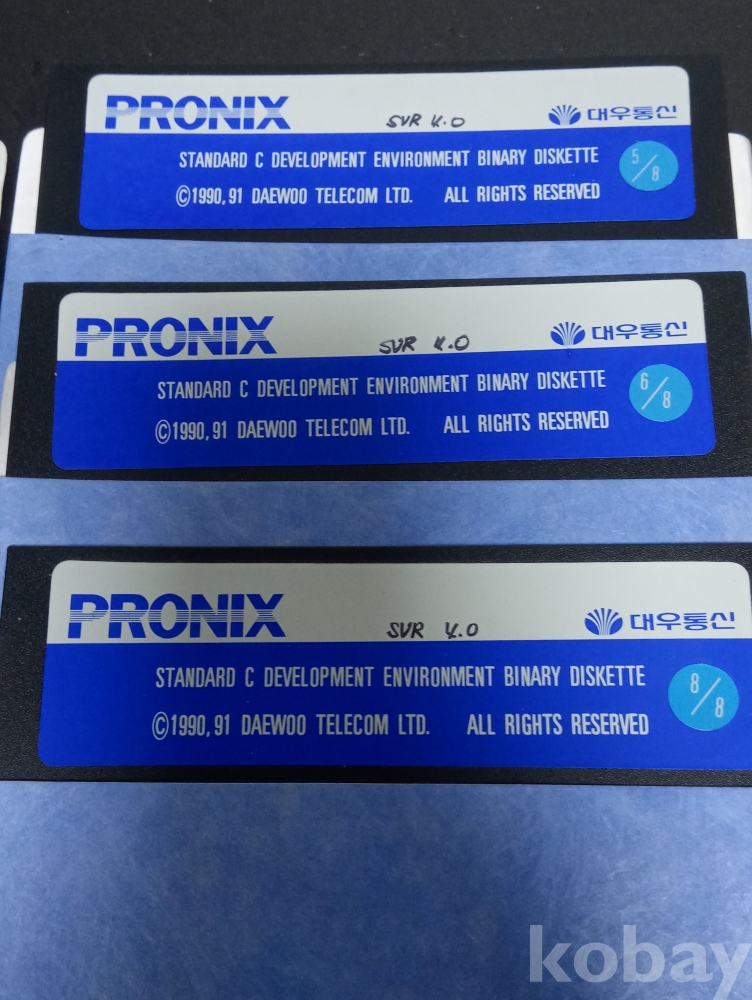 PRONIX SVR 4.0 대우통신
STANDARD C DEVELOPMENT ENVIRONMENT BINARY DISKETTE 5/8
©1990,91 DAEWOO TELECOM LTD. ALL RIGHTS RESERVED
PRONIX SVR 4.0 대우통신
STANDARD C DEVELOPMENT ENVIRONMENT BINARY DISKETTE 6/8
©1990,91 DAEWOO TELECOM LTD. ALL RIGHTS RESERVED
PRONIX SVR 4.0 대우통신
STANDARD C DEVELOPMENT ENVIRONMENT BINARY DISKETTE 8/8
©1990,91 DAEWOO TELECOM LTD. ALL RIGHTS RESERVED
kobay